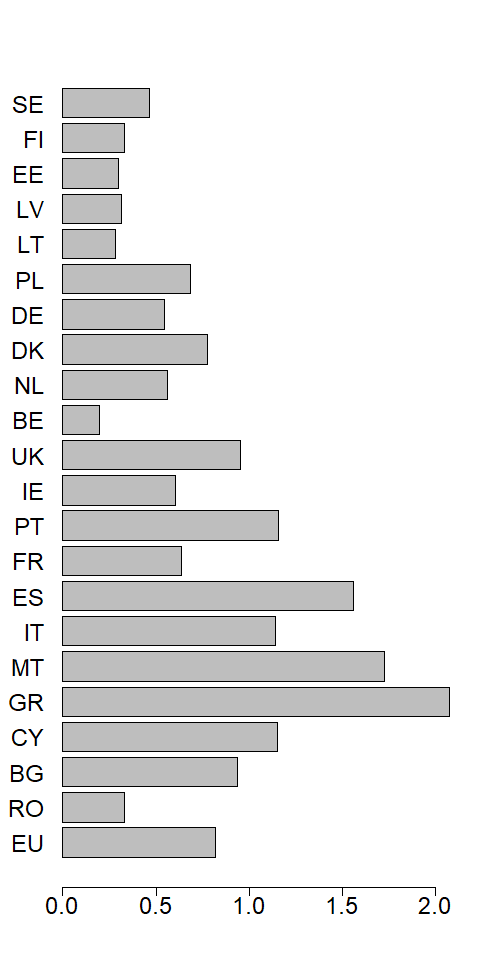 SE
FI
EE
LV
LT
PL
DE
DK
NL
BE
UK
IE
PT
FR
ES
IT
MT
GR
CY
BG
RO
EU
0.0 0.5 1.0 1.5 2.0